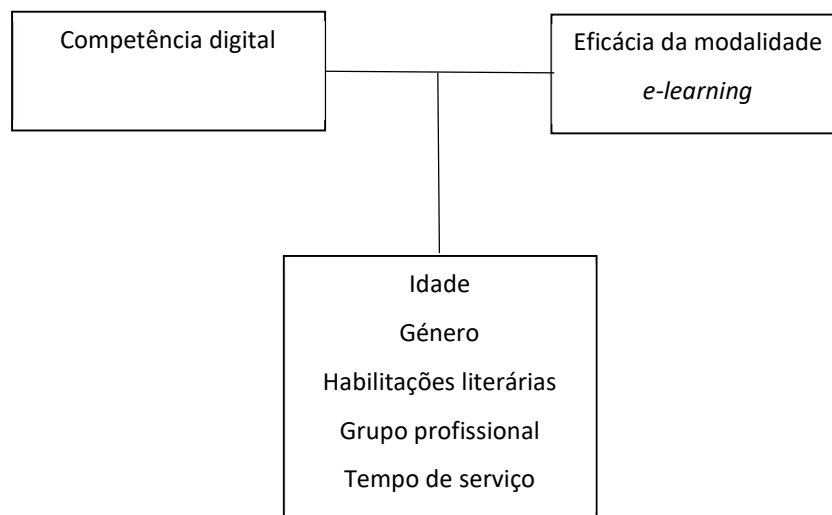 Competência digital
Eficácia da modalidade
e-learning
Idade
Género
Habilitações literárias
Grupo profissional
Tempo de serviço